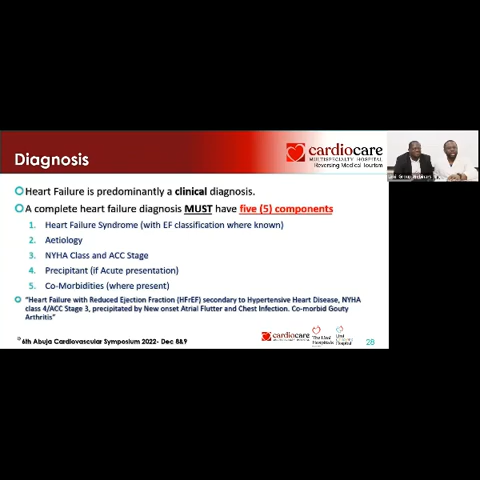 Diagnosis
cardiocare
MULTISPECIALTY HOSPITAL
Reversing Medical Tourism
Heart Failure is predominantly a clinical diagnosis.
A complete heart failure diagnosis MUST have five (5) components
1. Heart Failure Syndrome (with EF classification where known)
2. Aetiology
3. NYHA Class and ACC Stage
4. Precipitant (if Acute presentation)
5. Co-Morbidities (where present)
"Heart Failure with Reduced Ejection Fraction (HFrEF) secondary to Hypertensive Heart Disease, NYHA
class 4/ACC Stage 3, precipitated by New onset Atrial Flutter and Chest Infection. Co-morbid Gouty
Arthritis"
6th Abuja Cardiovascular Symposium 2022- Dec 8&9
cardiocare
28